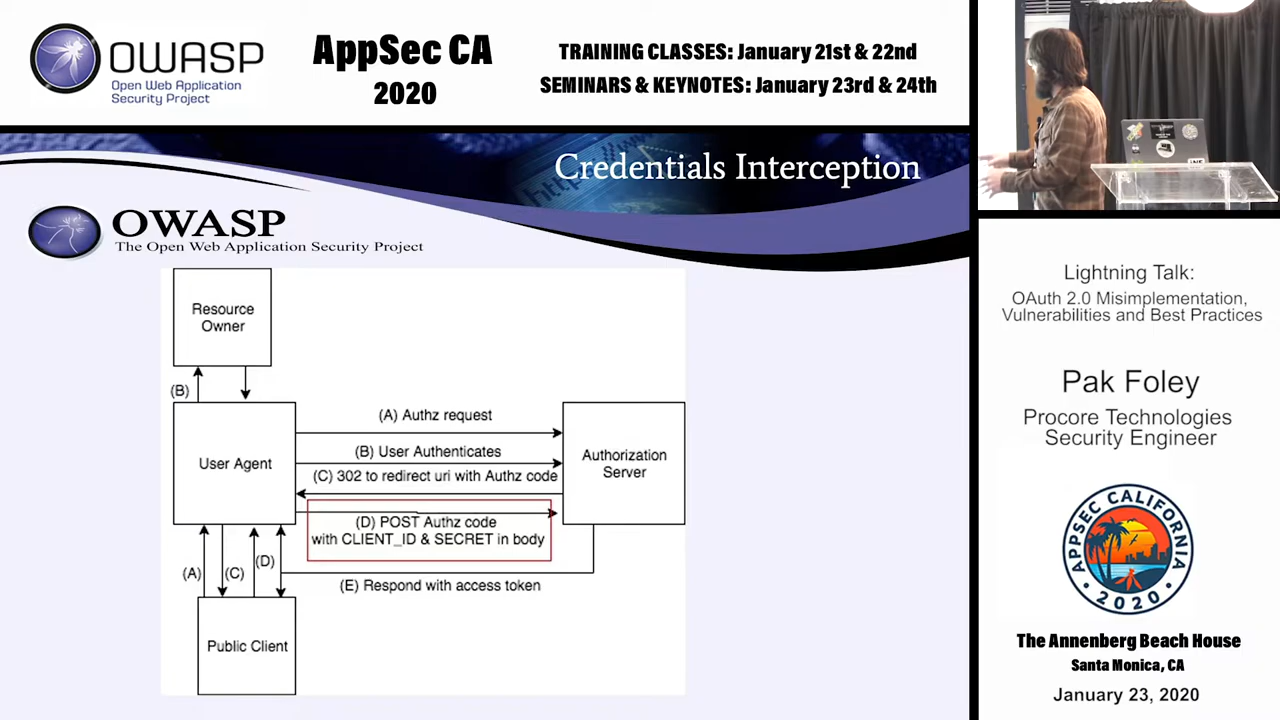 OWASP
Open Web Application
Security Project
AppSec CA
2020
TRAINING CLASSES: January 21st & 22nd
SEMINARS & KEYNOTES: January 23rd & 24th
Credentials Interception
OWASP
The Open Web Application Security Project
Resource
Owner
(B)
(A) Authz request
(B) User Authenticates
(C) 302 to redirect uri with Authz code
User Agent
Authorization
Server
(D) POST Authz code
with CLIENT_ID & SECRET in body
(A)
(C)
(D)
(E) Respond with access token
Public Client
Lightning Talk:
OAuth 2.0 Misimplementation,
Vulnerabilities and Best Practices
Pak Foley
Procore Technologies
Security Engineer
APPSEC CALIFORNIA
2020
The Annenberg Beach House
Santa Monica, CA
January 23, 2020